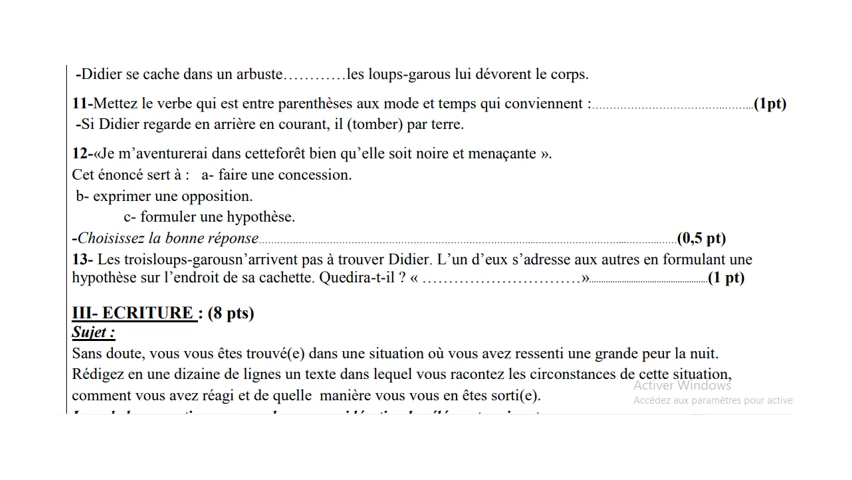 -Didier se cache dans un arbuste…………les loups-garous lui dévorent le corps.
11-Mettez le verbe qui est entre parenthèses aux mode et temps qui conviennent :……………………………………..(1pt)
-Si Didier regarde en arrière en courant, il (tomber) par terre.
12-«Je m’aventurerai dans cetteforêt bien qu’elle soit noire et menaçante ».
Cet énoncé sert à : a- faire une concession.
b- exprimer une opposition.
c- formuler une hypothèse.
-Choisissez la bonne réponse……………………………………………………………………………………(0,5 pt)
13- Les troisloups-garousn’arrivent pas à trouver Didier. L’un d’eux s’adresse aux autres en formulant une
hypothèse sur l’endroit de sa cachette. Quedira-t-il ? « …………………………»…………………………(1 pt)
III- ECRITURE : (8 pts)
Sujet :
Sans doute, vous vous êtes trouvé(e) dans une situation où vous avez ressenti une grande peur la nuit.
Rédigez en une dizaine de lignes un texte dans lequel vous racontez les circonstances de cette situation,
comment vous avez réagi et de quelle manière vous vous en êtes sorti(e).
Activer Windows
Accédez aux paramètres pour active